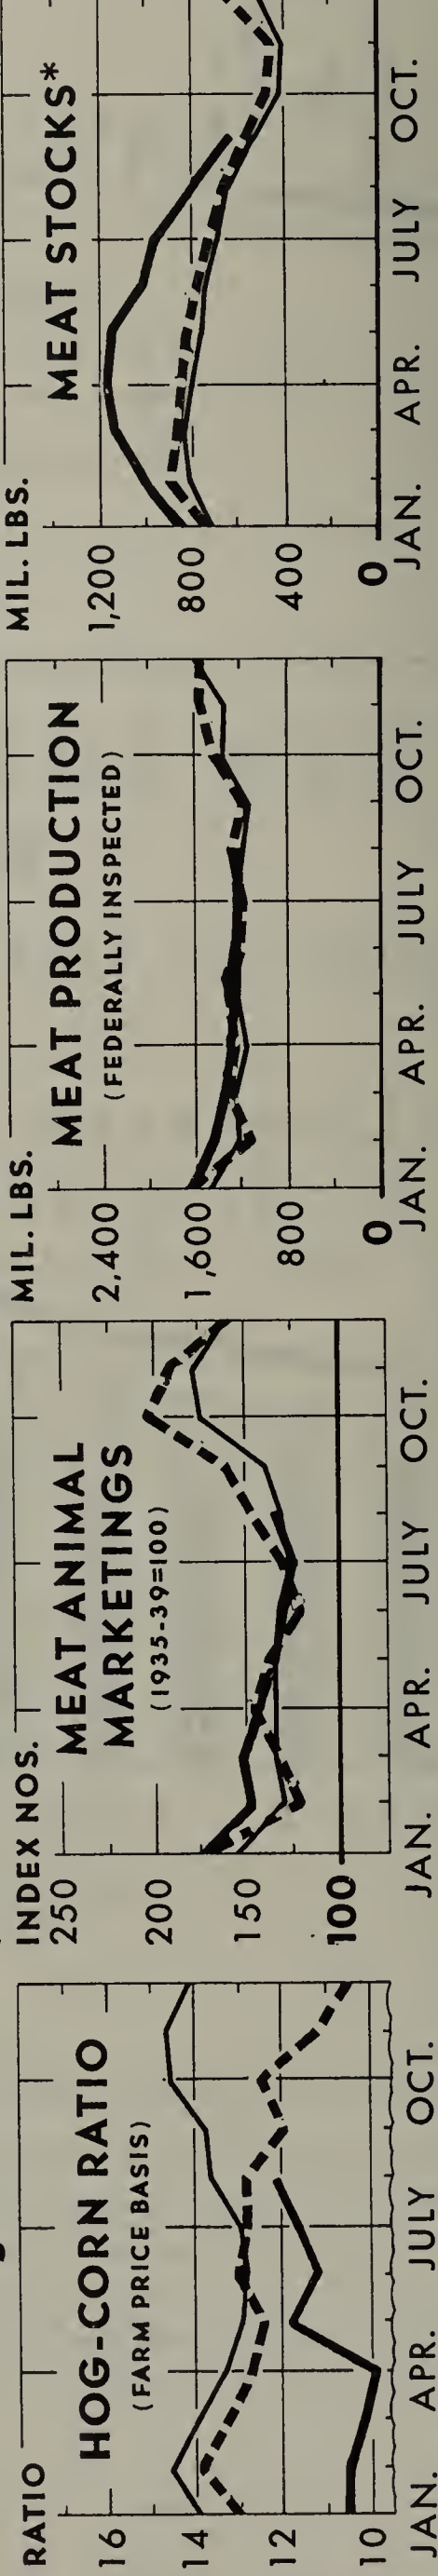 MIL. LBS.
MEAT STOCKS*
1,200
800
400
0
JAN. APR. JULY OCT.
MIL. LBS.
MEAT PRODUCTION
(FEDERALLY INSPECTED)
2,400
1,600
800
0
JAN. APR. JULY OCT.
INDEX NOS.
MEAT ANIMAL
MARKETINGS
(1935-39=100)
250
200
150
100
JAN. APR. JULY OCT.
RATIO
HOG-CORN RATIO
(FARM PRICE BASIS)
16
14
12
10
JAN. APR. JULY OCT.